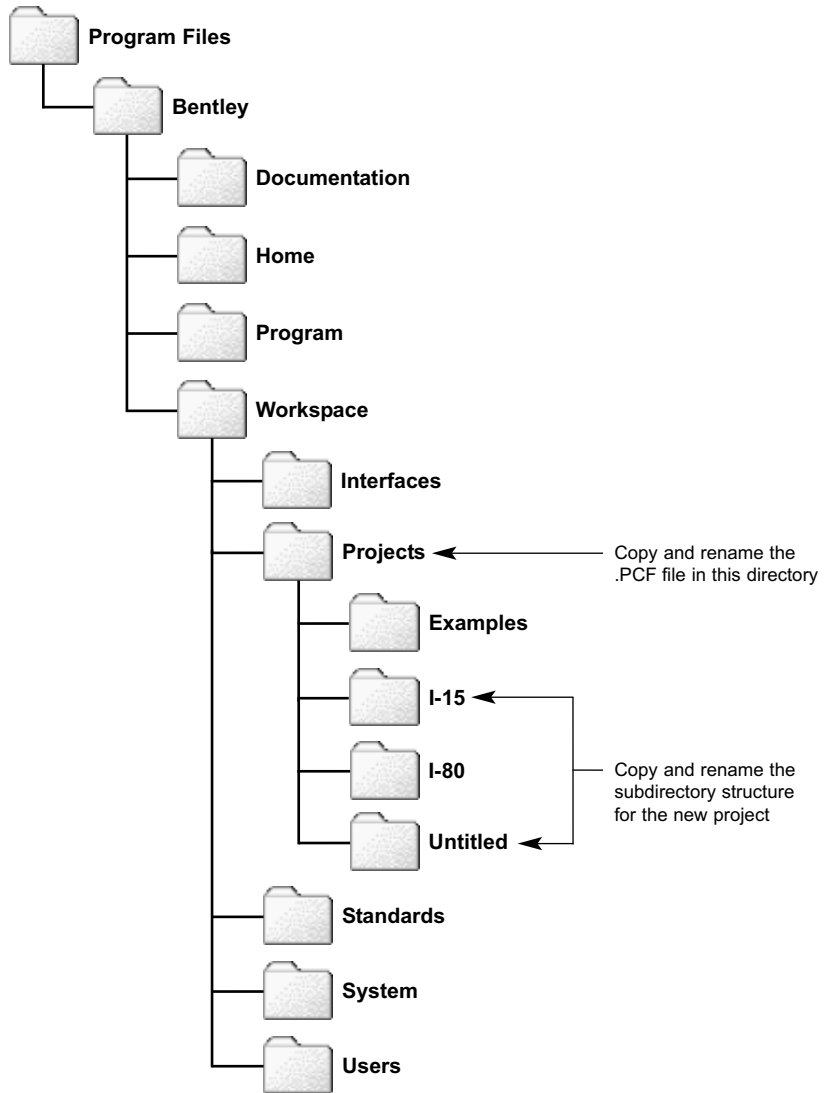 Program Files
Bentley
Documentation
Home
Program
Workspace
Interfaces
Projects
Copy and rename the
.PCF file in this directory
Examples
I-15
I-80
Copy and rename the
subdirectory structure
for the new project
Untitled
Standards
System
Users